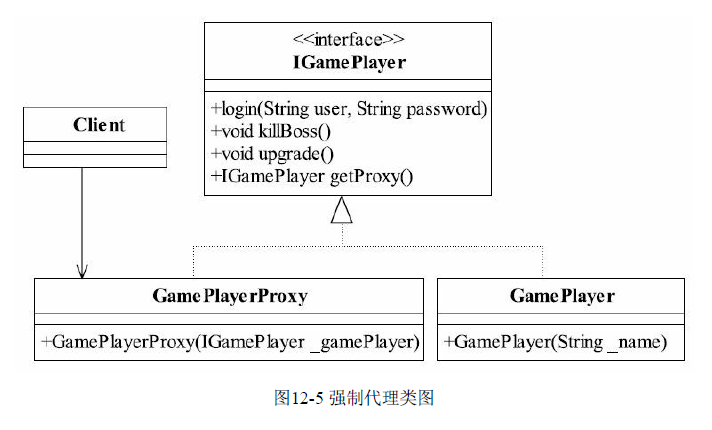 <<interface>>
IGamePlayer
+login(String user, String password)
+void killBoss()
+void upgrade()
+IGamePlayer getProxy()
Client
GamePlayerProxy
+GamePlayerProxy(IGamePlayer _gamePlayer)
GamePlayer
+GamePlayer(String _name)
图12-5 强制代理类图